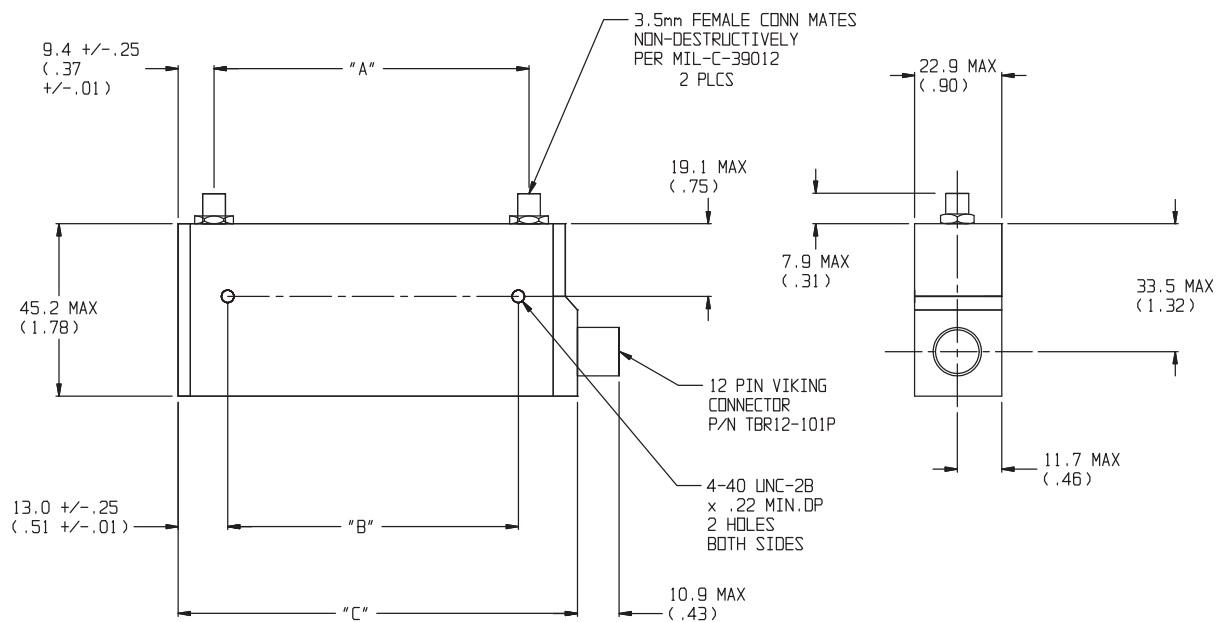 3.5mm FEMALE CONN MATES
NON-DESTRUCTIVELY
PER MIL-C-39012
2 PLCS
9.4 +/-.25
(.37
+/-.01)
"A"
22.9 MAX
(.90)
19.1 MAX
(.75)
7.9 MAX
(.31)
33.5 MAX
(1.32)
45.2 MAX
(1.78)
12 PIN VIKING
CONNECTOR
P/N TBR12-101P
11.7 MAX
(.46)
4-40 UNC-2B
x .22 MIN.DP
2 HOLES
BOTH SIDES
13.0 +/-.25
(.51 +/-.01)
"B"
10.9 MAX
(.43)
"C"